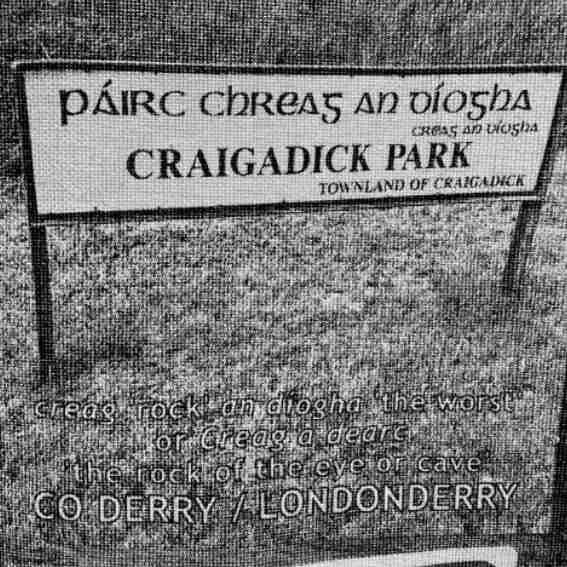 PÁIRC CHREAG AN DÍOGHA
CREAG AN DÍOGHA
CRAIGADICK PARK
TOWNLAND OF CRAIGADICK
creag 'rock' an díogha 'the worst'
or Creag a dearc
'the rock of the eye or cave'
CO DERRY / LONDONDERRY